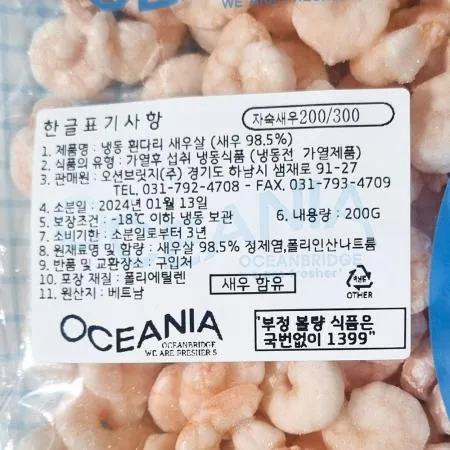 WE ARE FRESHER
한글표기사항
자숙새우200/300
1. 제품명 : 냉동 흰다리 새우살 (새우 98.5%)
2. 식품의 유형 : 가열후 섭취 냉동식품 (냉동전 가열제품)
3. 판매원 : 오션브릿지(주) 경기도 하남시 샘재로 91-27
TEL, 031-792-4708 - FAX, 031-793-4709
4. 소분일 : 2024년 01월 13일
5. 보장조건 : -18℃ 이하 냉동 보관
6. 내용량 : 200G
7. 소비기한 : 소분일로부터 3년
8. 원재료명 및 함량 : 새우살 98.5% 정제염,폴리인산나트륨
9. 반품 및 교환장소 : 구입처
10. 포장 재질 : 폴리에틸렌
11. 원산지 : 베트남
새우 함유
OTHER
OCEANIA
OCEANBRIDGE
WE ARE FRESHER S
"부정 불량 식품은
국번없이 1399"
OCEANIA
OCEANBRIDGE